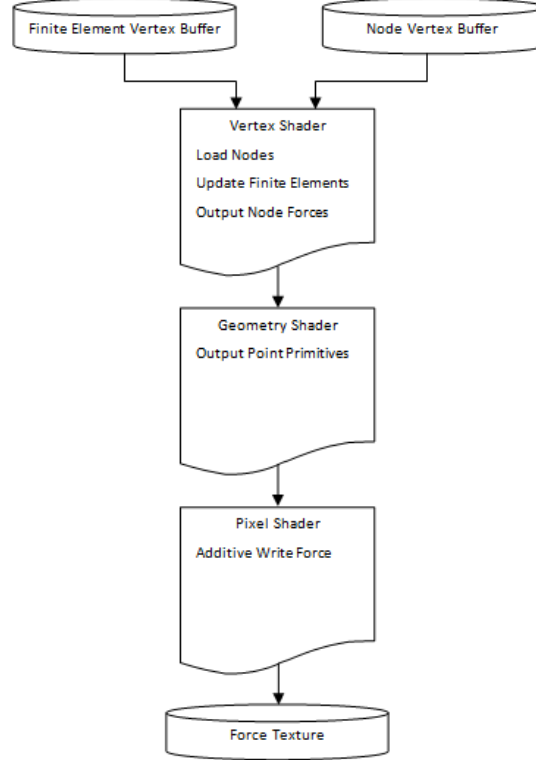 Finite Element Vertex Buffer
Node Vertex Buffer
Vertex Shader
Load Nodes
Update Finite Elements
Output Node Forces
Geometry Shader
Output Point Primitives
Pixel Shader
Additive Write Force
Force Texture